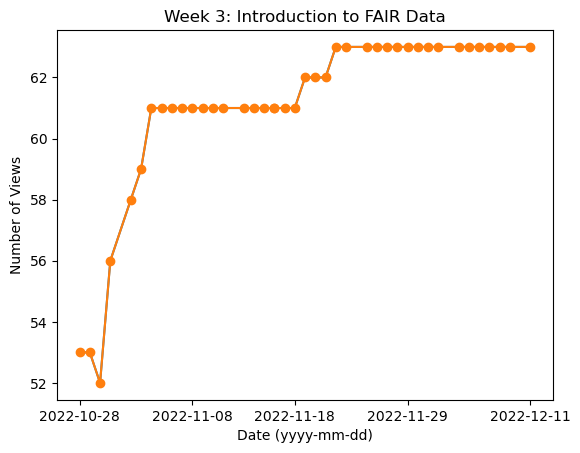 Week 3: Introduction to FAIR Data
Number of Views
62
60
58
56
54
52
2022-10-28 2022-11-08 2022-11-18 2022-11-29 2022-12-11
Date (yyyy-mm-dd)